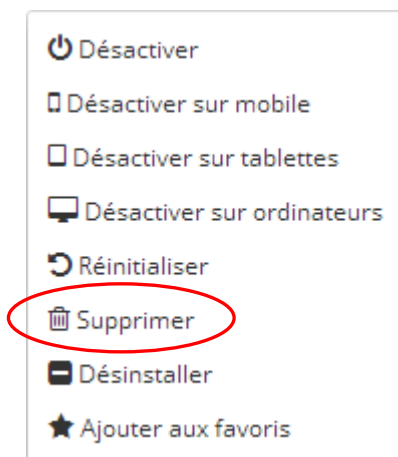 Désactiver
Désactiver sur mobile
Désactiver sur tablettes
Désactiver sur ordinateurs
Réinitialiser
Supprimer
Désinstaller
Ajouter aux favoris